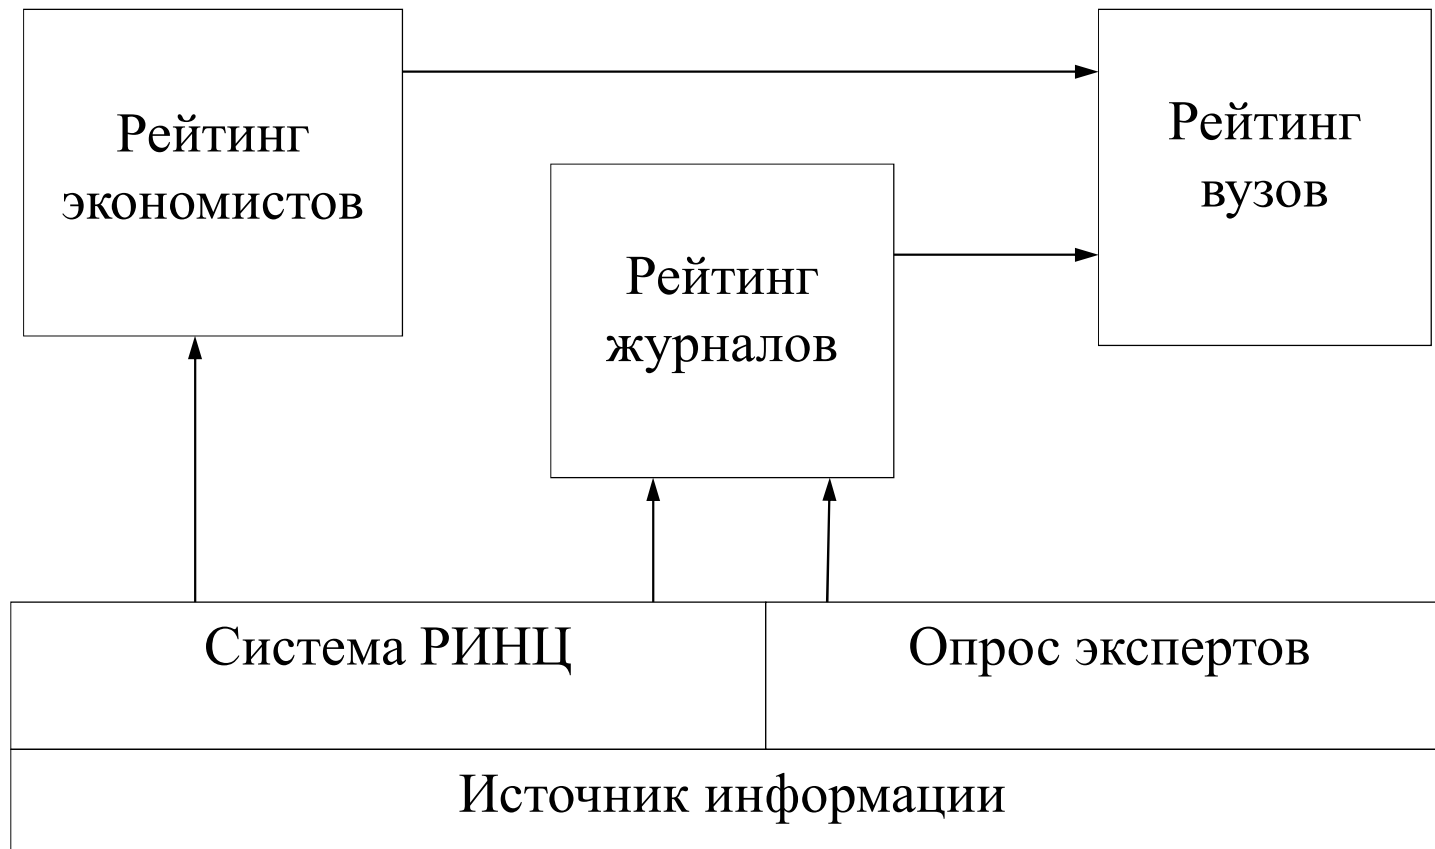 Рейтинг
экономистов
Рейтинг
журналов
Рейтинг
вузов
Система РИНЦ
Опрос экспертов
Источник информации